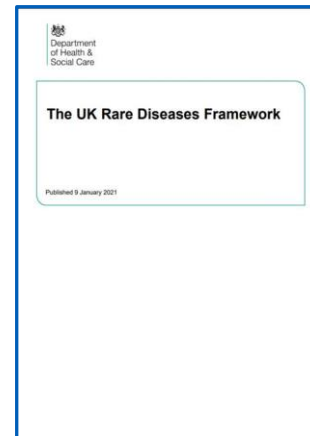 Department
of Health &
Social Care
The UK Rare Diseases Framework
Published 9 January 2021